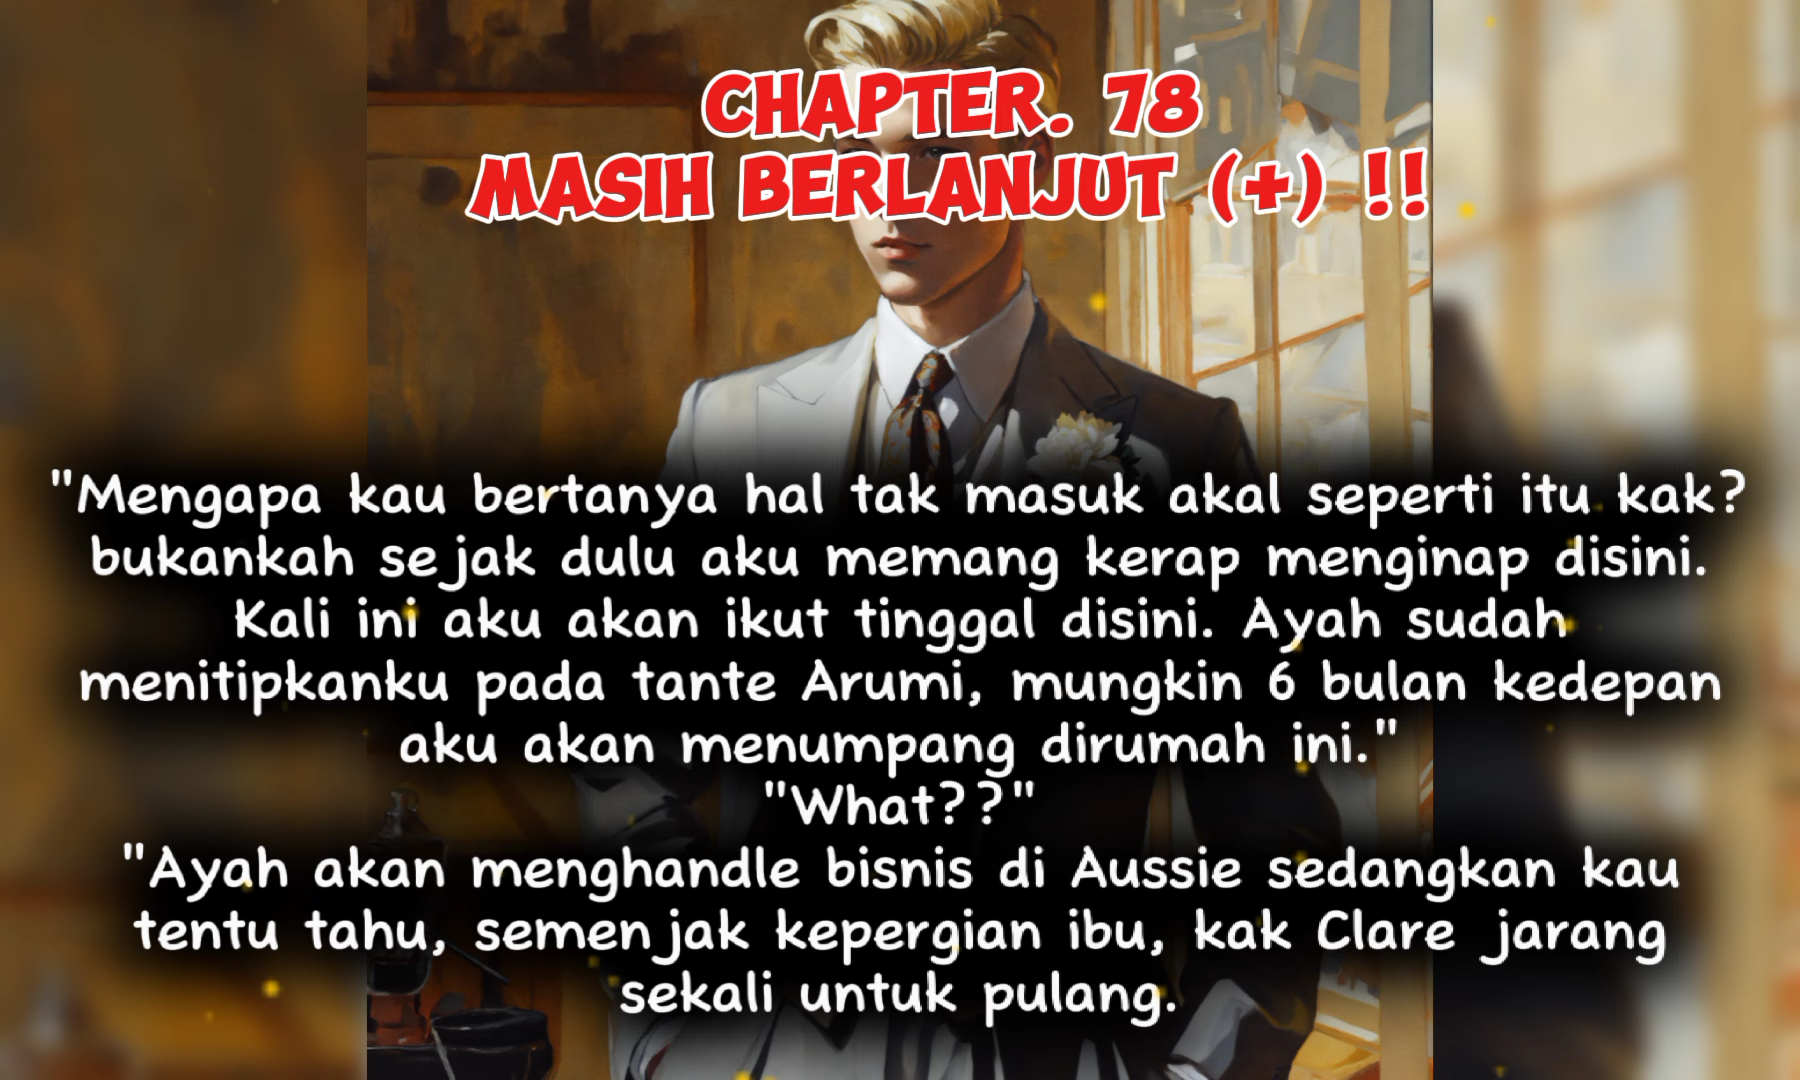 CHAPTER. 78
MASIH BERLANJUT (+) !!
"Mengapa kau bertanya hal tak masuk akal seperti itu kak?
bukankah sejak dulu aku memang kerap menginap disini.
Kali ini aku akan ikut tinggal disini. Ayah sudah
menitipkanku pada tante Arumi, mungkin 6 bulan kedepan
aku akan menumpang dirumah ini."
"What??"
"Ayah akan menghandle bisnis di Aussie sedangkan kau
tentu tahu, semenjak kepergian ibu, kak Clare jarang
sekali untuk pulang.